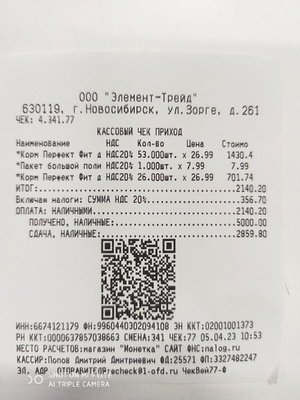 ООО "Элемент-Трейд"
630119, г.Новосибирск, ул.Зорге, д.261
ЧЕК: 4.341.77
КАССОВЫЙ ЧЕК ПРИХОД
Наименование НДС Кол-во Цена Стоимо
*Корм Перфект Фит д НДС20% 53.000шт. x 26.99 1430.4
*Пакет большой поли НДС20% 1.000шт. x 7.99 7.99
*Корм Перфект Фит д НДС20% 26.000шт. x 26.99 701.74
ИТОГ: 2140.20
Включая налоги: СУММА НДС 20% 356.70
ОПЛАТА: НАЛИЧНЫМИ 2140.20
ПОЛУЧЕНО, НАЛИЧНЫМИ: 5000.00
СДАЧА, НАЛИЧНЫМИ: 2859.80
ИНН:6674121179 ФН:9960440302094108 ЗН ККТ:02001001373
РН ККТ:0000637857038663 СМЕНА:341 ЧЕК:77 05.04.23 10:53
МЕСТО РАСЧЕТОВ:магазин "Монетка" САЙТ ФНС:nalog.ru
КАССИР:Попов Дмитрий Дмитриевич ФД:25571 ФП:3327482247
ЭЛ. АДР. ОТПРАВИТЕЛЯ:echeck@1-ofd.ru ЧекВей77-Ф
AI TRIPLE CAMERA